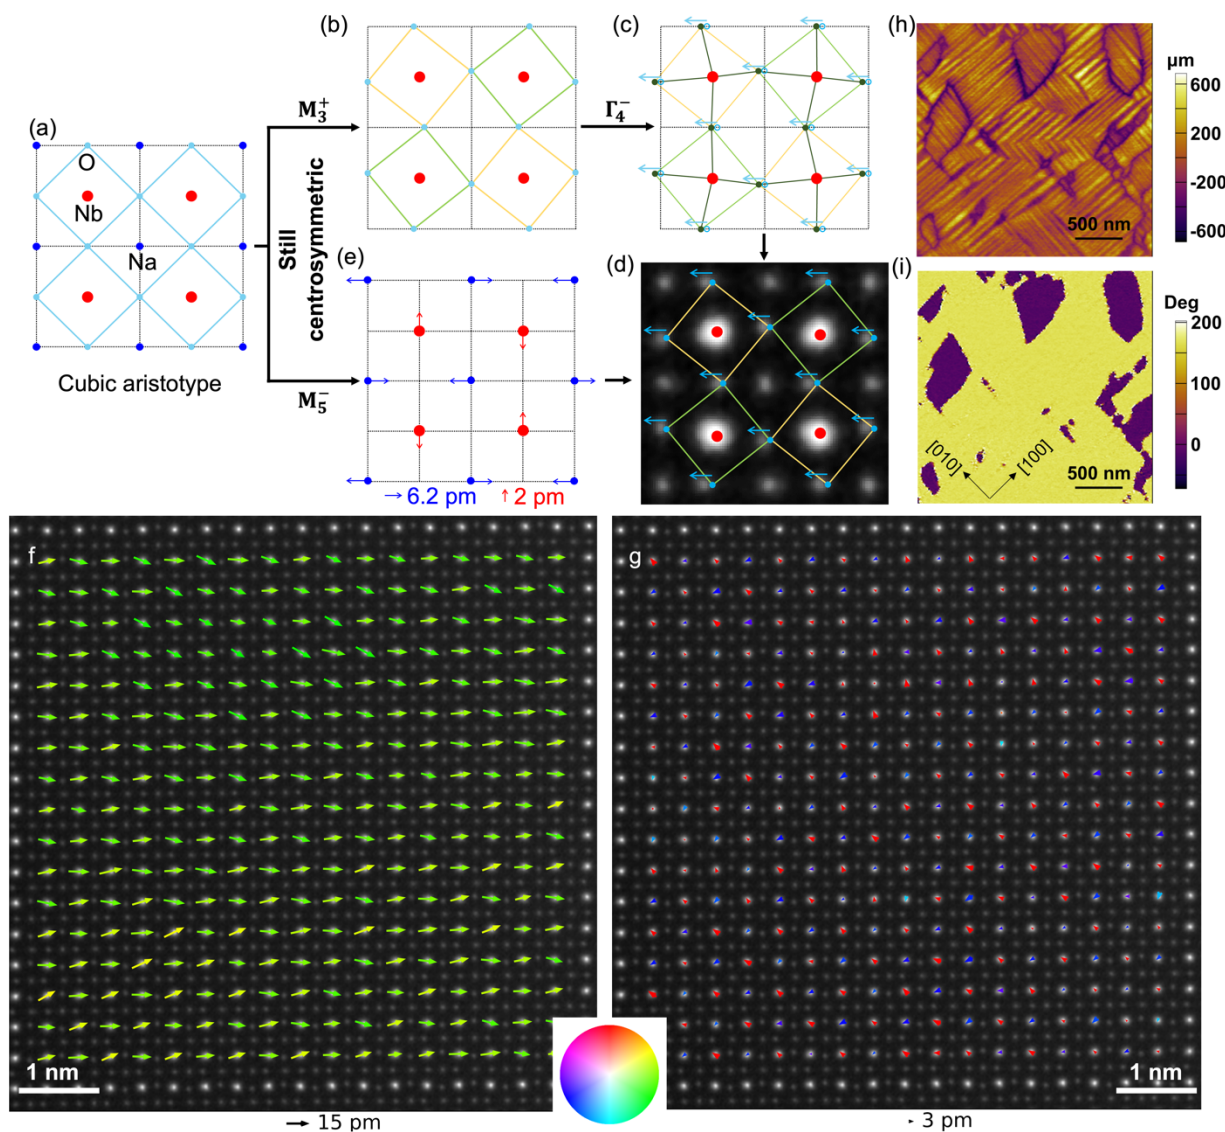 (a)
O
Nb
Na
Cubic aristotype
M₃⁺
Still
centrosymmetric
M₅⁻
(b)
Γ₄⁻
(c)
(e)
→ 6.2 pm
↑ 2 pm
(d)
(h)
µm
600
200
-200
-600
500 nm
(i)
Deg
200
100
0
[010]
[100]
500 nm
f
1 nm
→ 15 pm
g
1 nm
3 pm